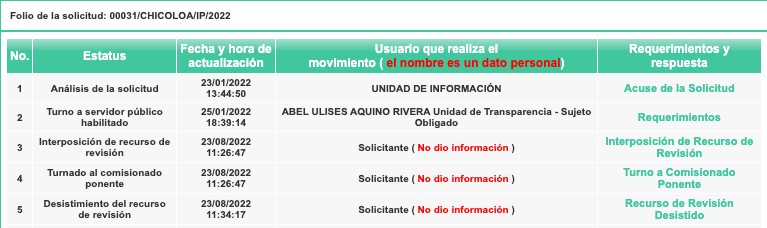 Folio de la solicitud: 00031/CHICOLOA/IP/2022
No. Estatus Fecha y hora de actualización Usuario que realiza el movimiento ( el nombre es un dato personal) Requerimientos y respuesta
1 Análisis de la solicitud 23/01/2022 13:44:50 UNIDAD DE INFORMACIÓN Acuse de la Solicitud
2 Turno a servidor público habilitado 25/01/2022 18:39:14 ABEL ULISES AQUINO RIVERA Unidad de Transparencia - Sujeto Obligado Requerimientos
3 Interposición de recurso de revisión 23/08/2022 11:26:47 Solicitante ( No dio información ) Interposición de Recurso de Revisión
4 Turnado al comisionado ponente 23/08/2022 11:26:47 Solicitante ( No dio información ) Turno a Comisionado Ponente
5 Desistimiento del recurso de revisión 23/08/2022 11:34:17 Solicitante ( No dio información ) Recurso de Revisión Desistido